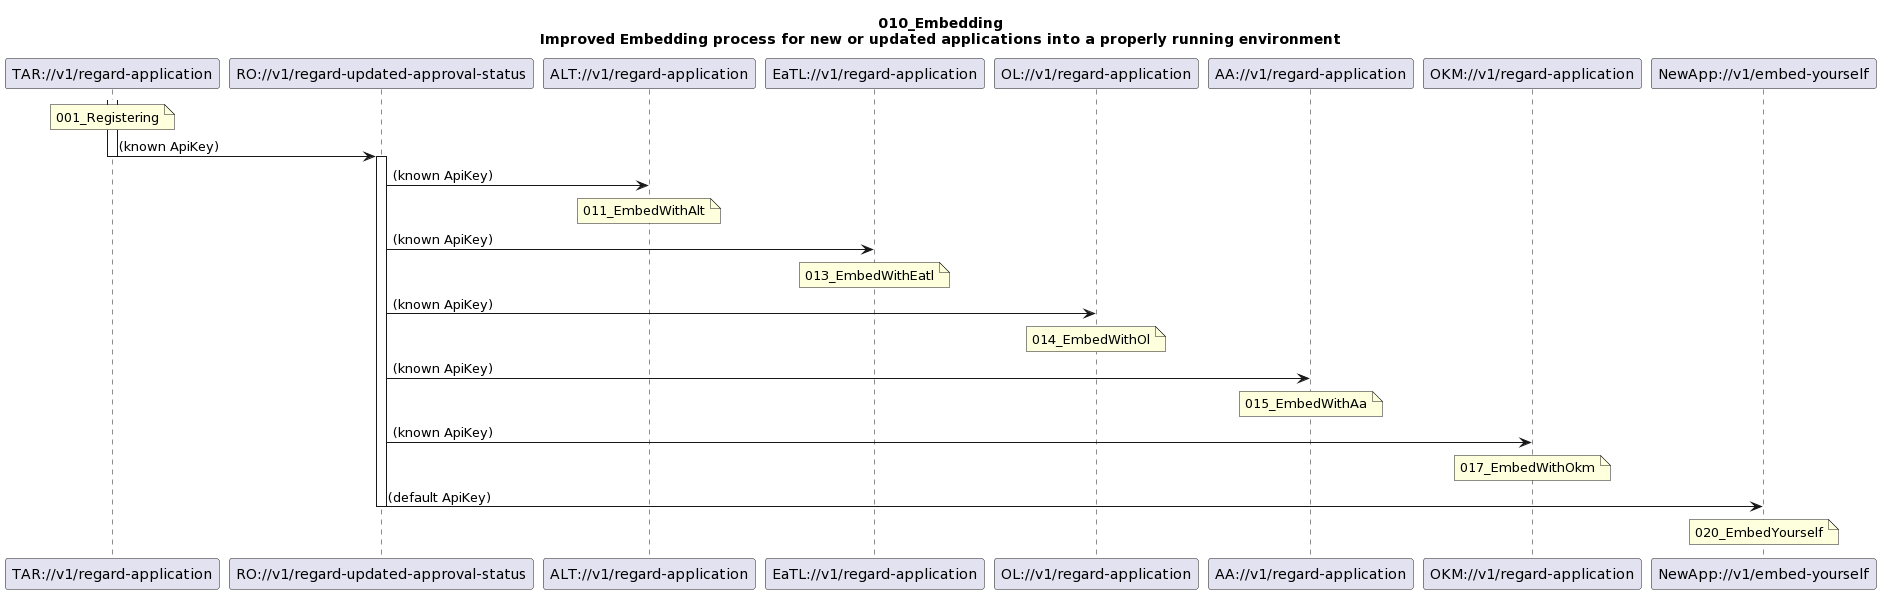 010_Embedding
Improved Embedding process for new or updated applications into a properly running environment
TAR://v1/regard-application
RO://v1/regard-updated-approval-status
ALT://v1/regard-application
EaTL://v1/regard-application
OL://v1/regard-application
AA://v1/regard-application
OKM://v1/regard-application
NewApp://v1/embed-yourself
001_Registering
(known ApiKey)
(known ApiKey)
011_EmbedWithAlt
(known ApiKey)
013_EmbedWithEatl
(known ApiKey)
014_EmbedWithOl
(known ApiKey)
015_EmbedWithAa
(known ApiKey)
017_EmbedWithOkm
(default ApiKey)
020_EmbedYourself
TAR://v1/regard-application
RO://v1/regard-updated-approval-status
ALT://v1/regard-application
EaTL://v1/regard-application
OL://v1/regard-application
AA://v1/regard-application
OKM://v1/regard-application
NewApp://v1/embed-yourself